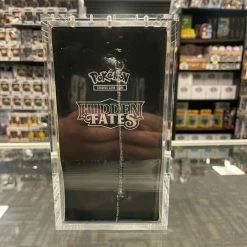 POKÉMON
TRADING CARD GAME
HIDDEN
FATES